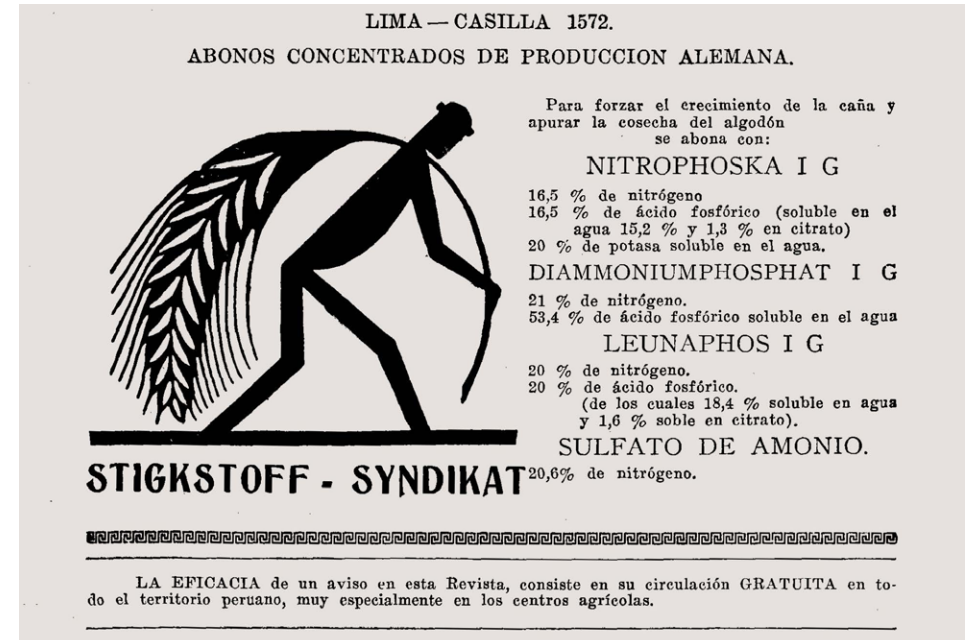 LIMA — CASILLA 1572.
ABONOS CONCENTRADOS DE PRODUCCION ALEMANA.
Para forzar el crecimiento de la caña y
apurar la cosecha del algodón
se abona con:
NITROPHOSKA I G
16,5 % de nitrógeno
16,5 % de ácido fosfórico (soluble en el
agua 15,2 % y 1,3 % en citrato)
20 % de potasa soluble en el agua.
DIAMMONIUMPHOSPHAT I G
21 % de nitrógeno.
53,4 % de ácido fosfórico soluble en el agua
LEUNAPHOS I G
20 % de nitrógeno.
20 % de ácido fosfórico.
(de los cuales 18,4 % soluble en agua
y 1,6 % soble en citrato).
SULFATO DE AMONIO.
20,6% de nitrógeno.
STIGKSTOFF - SYNDIKAT
LA EFICACIA de un aviso en esta Revista, consiste en su circulación GRATUITA en to-
do el territorio peruano, muy especialmente en los centros agrícolas.